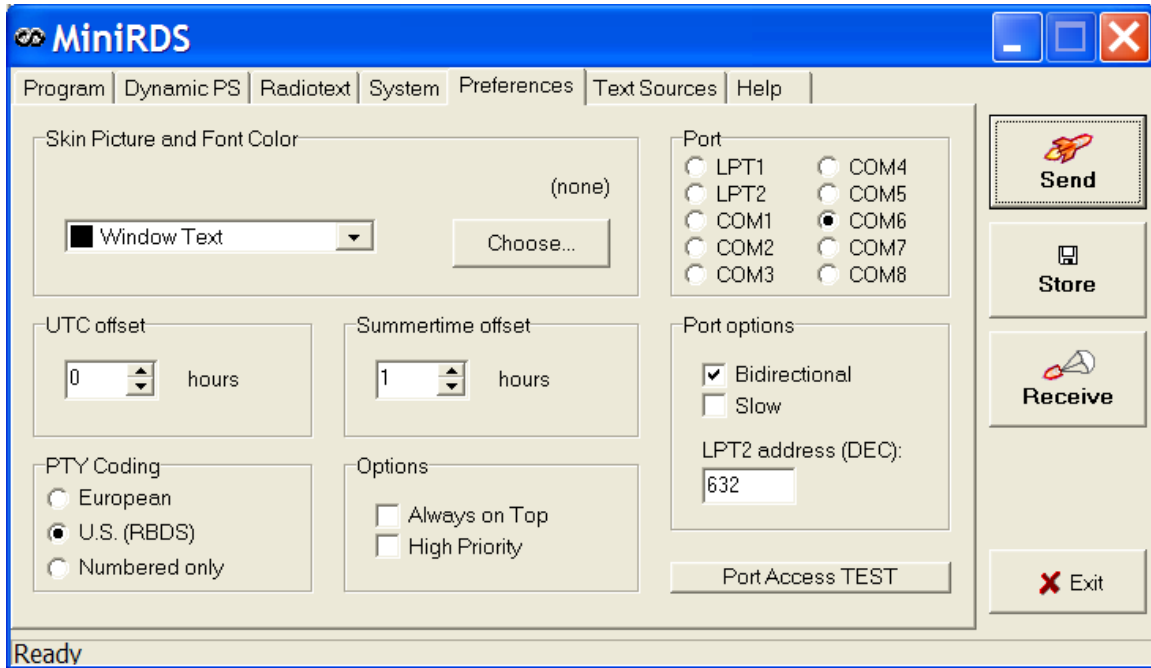 MiniRDS
Program Dynamic PS Radiotext System Preferences Text Sources Help
Skin Picture and Font Color
(none)
Window Text
Choose...
Port
LPT1 COM4
LPT2 COM5
COM1 COM6
COM2 COM7
COM3 COM8
Send
Store
Receive
UTC offset
0 hours
Summertime offset
1 hours
Port options
Bidirectional
Slow
LPT2 address (DEC):
632
PTY Coding
European
U.S. (RBDS)
Numbered only
Options
Always on Top
High Priority
Port Access TEST
Exit
Ready